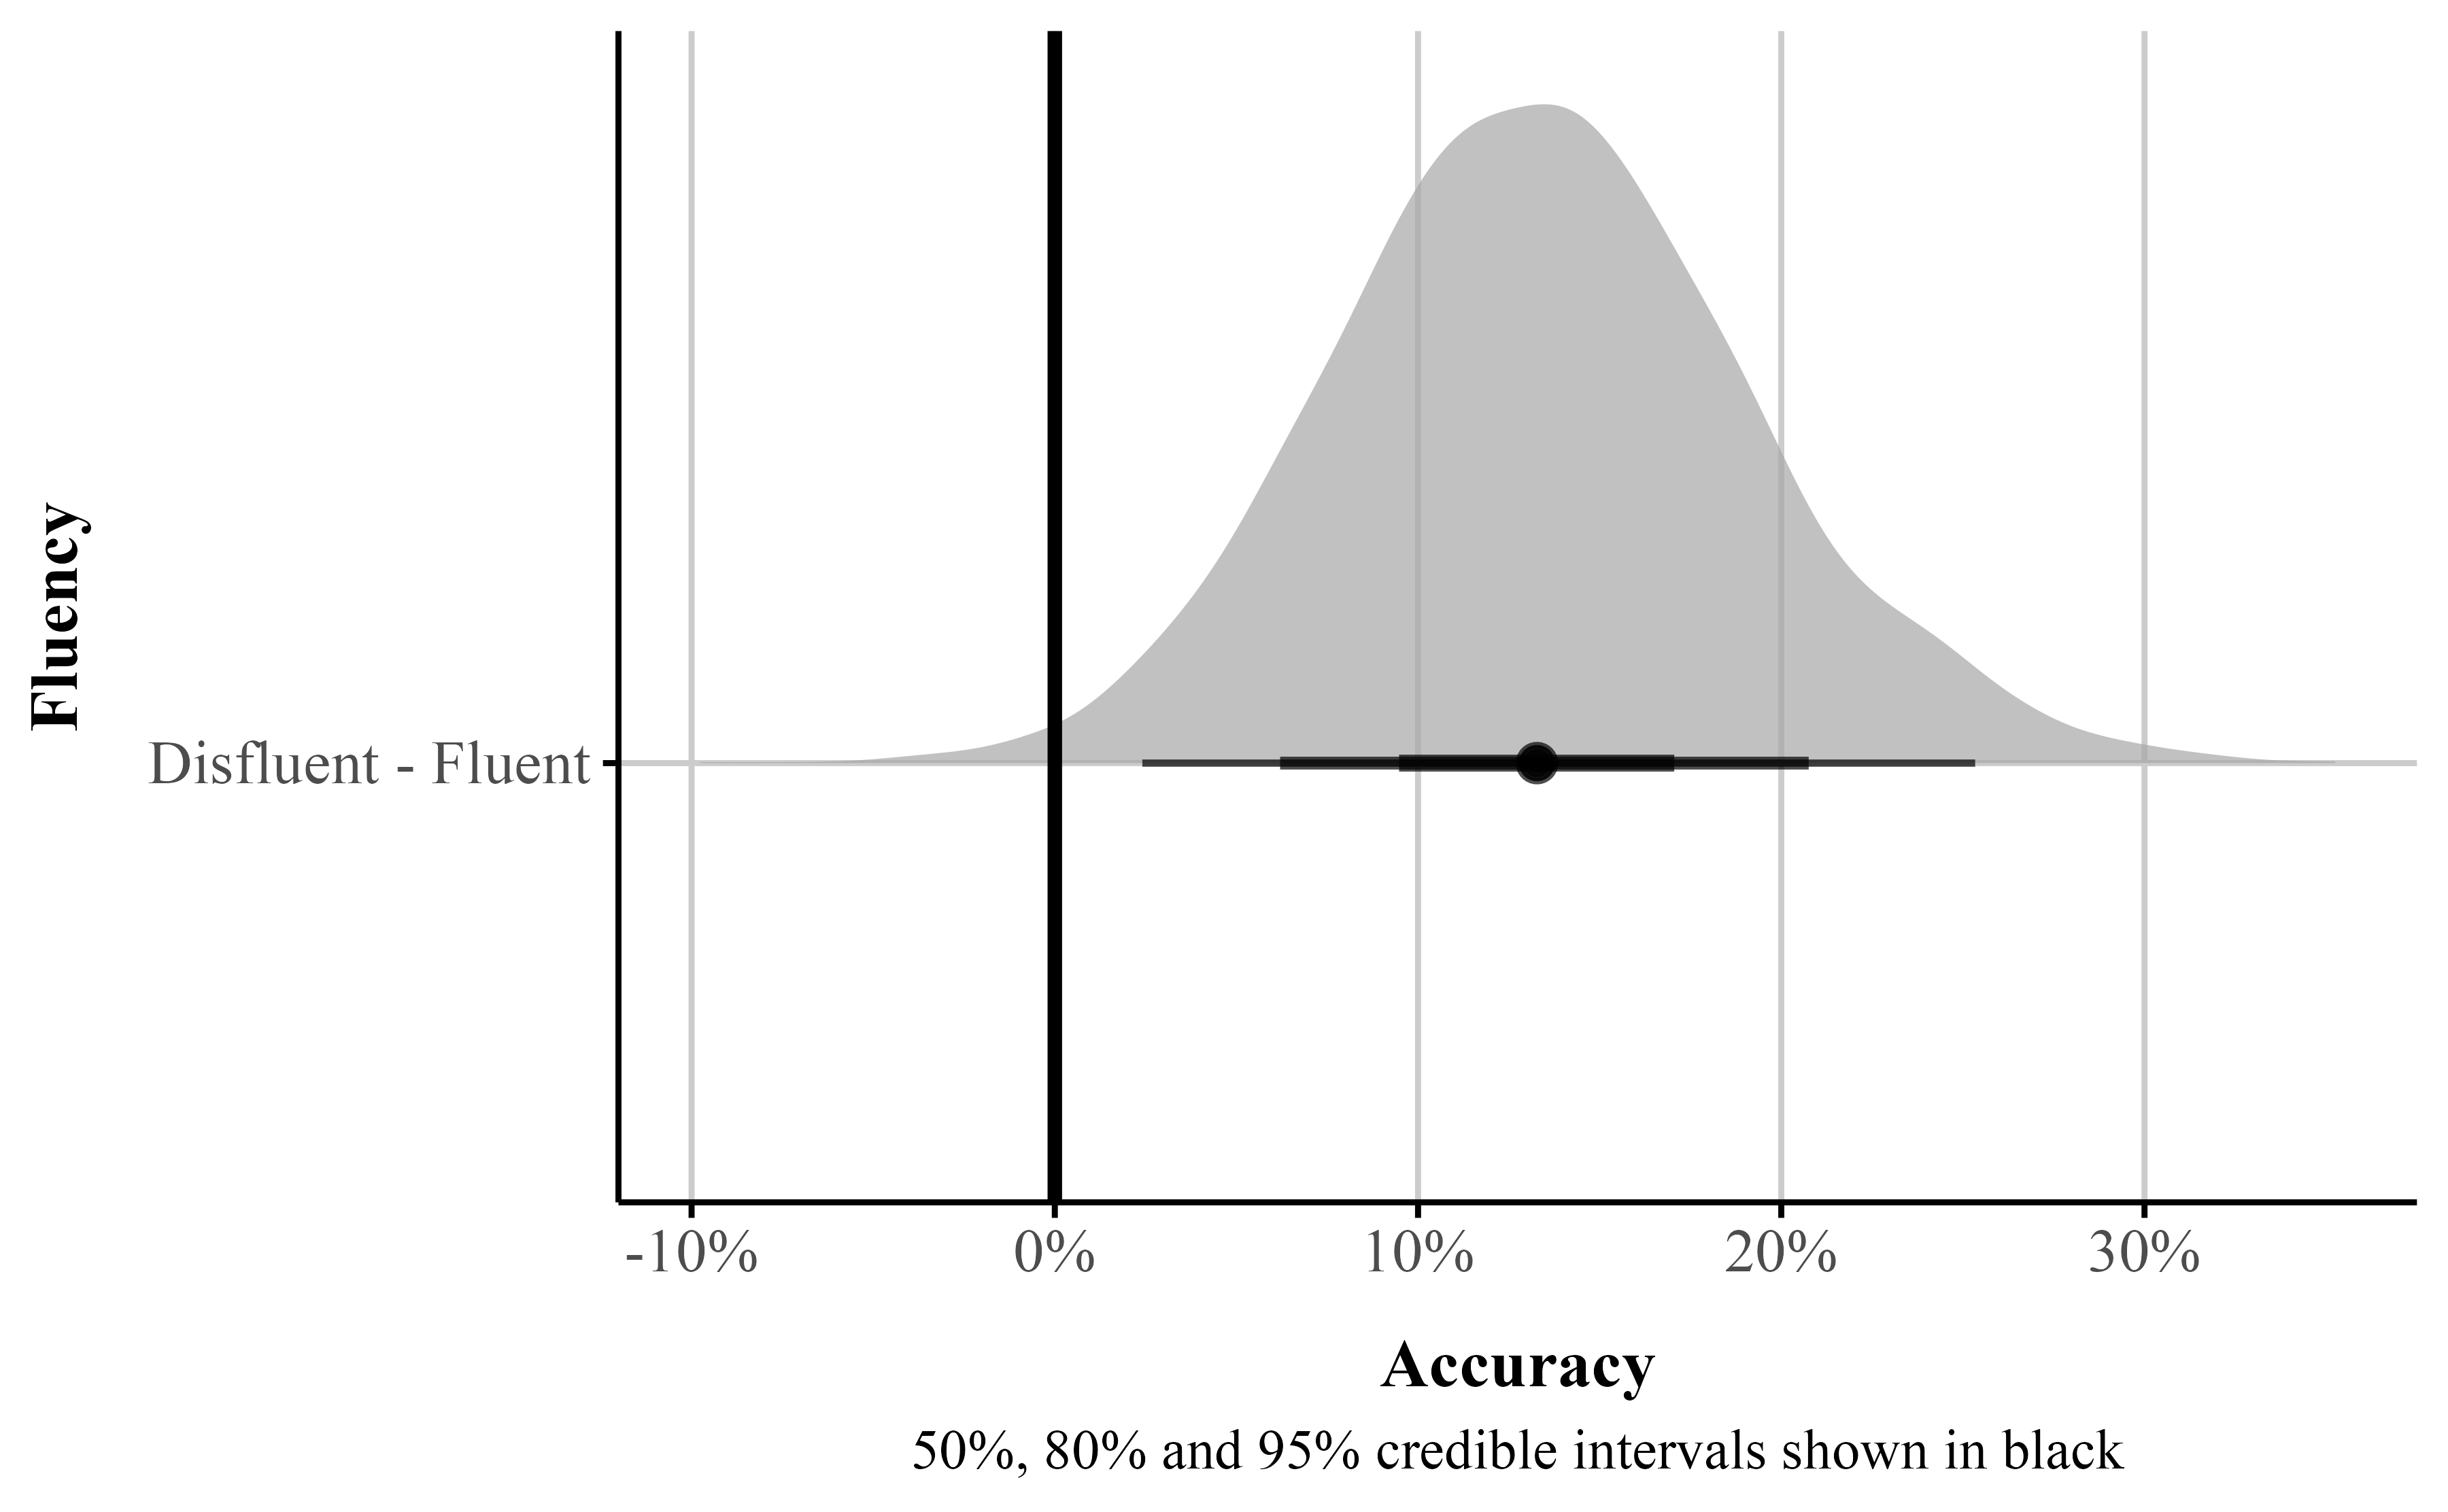 Fluency
Disfluent - Fluent
-10% 0% 10% 20% 30%
Accuracy
50%, 80% and 95% credible intervals shown in black